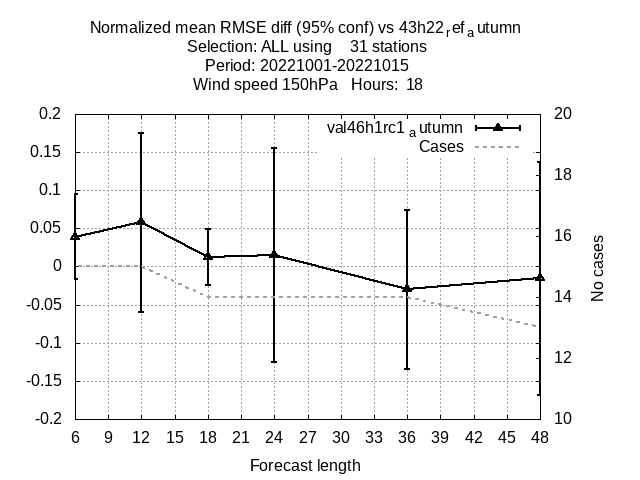 Normalized mean RMSE diff (95% conf) vs 43h22refautumn
Selection: ALL using 31 stations
Period: 20221001-20221015
Wind speed 150hPa Hours: 18
val46h1rc1autumn
Cases
0.2
0.15
0.1
0.05
0
-0.05
-0.1
-0.15
-0.2
20
18
16
14
12
10
No cases
6 9 12 15 18 21 24 27 30 33 36 39 42 45 48
Forecast length